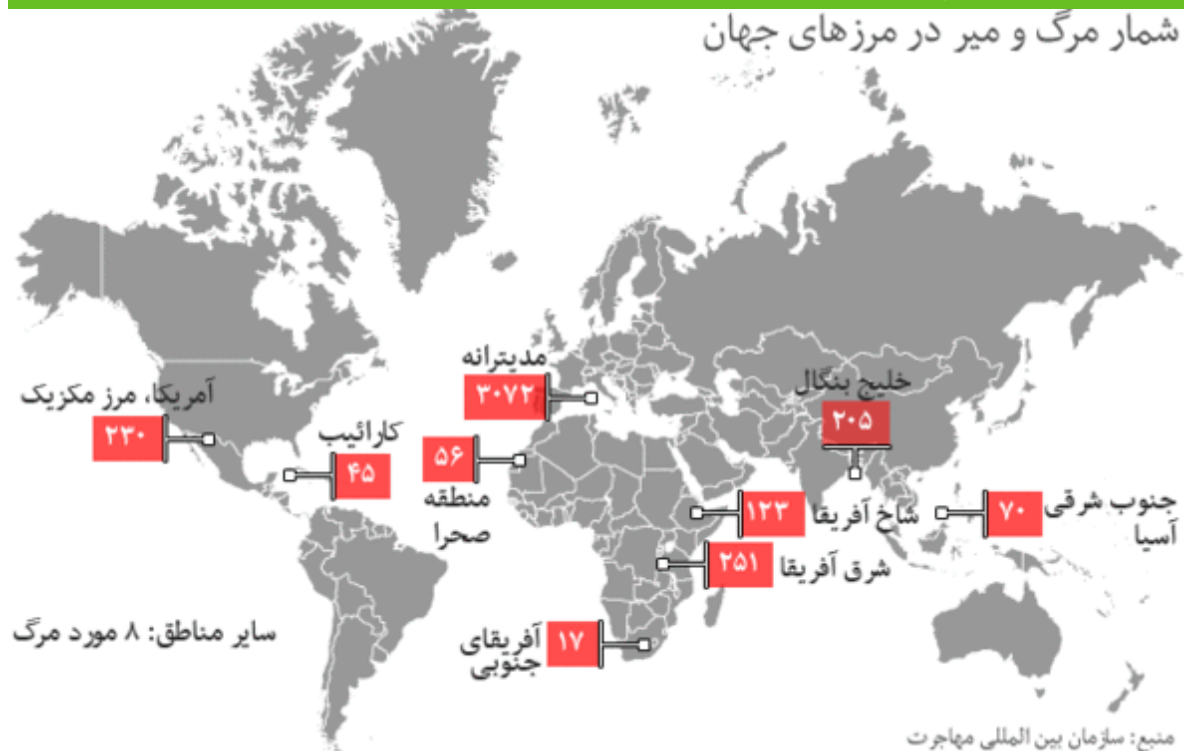 شمار مرگ و میر در مرزهای جهان
مدیترانه
۳۰۷۲
خلیج بنگال
۲۰۵
آمریکا، مرز مکزیک
۲۳۰
کارائیب
۴۵
۵۶
منطقه
صحرا
شاخ آفریقا
۱۲۳
جنوب شرقی
آسیا
۷۰
شرق آفریقا
۲۵۱
آفریقای
جنوبی
۱۷
سایر مناطق: ۸ مورد مرگ
منبع: سازمان بین المللی مهاجرت